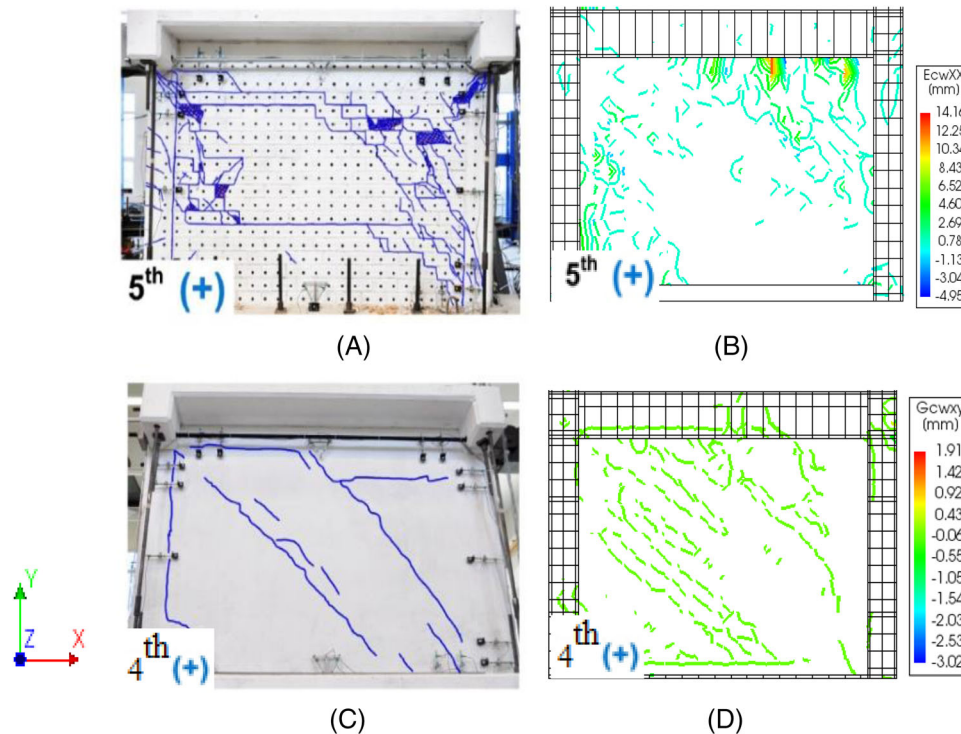 5th (+)
(A)
5th (+)
EcwXX
(mm)
14.16
12.25
10.34
8.43
6.52
4.60
2.69
0.78
-1.13
-3.04
-4.95
(B)
Y
Z
X
4th (+)
(C)
4th (+)
Gcwxy
(mm)
1.91
1.42
0.92
0.43
-0.06
-0.55
-1.05
-1.54
-2.03
-2.53
-3.02
(D)